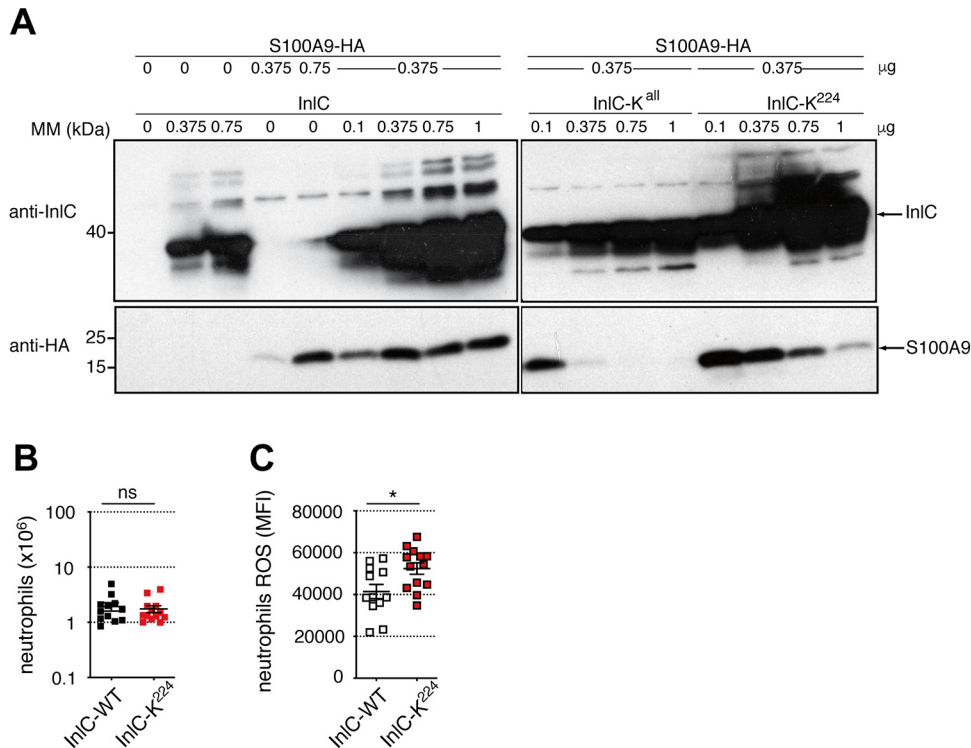 A
S100A9-HA S100A9-HA
0 0 0 0.375 0.75 0.375 0.375 0.375 μg
InlC InlC-K^all InlC-K^224
MM (kDa) 0 0.375 0.75 0 0 0.1 0.375 0.75 1 0.1 0.375 0.75 1 0.1 0.375 0.75 1 μg
anti-InlC InlC
40
25
anti-HA S100A9
15
B C
ns *
neutrophils (x10^6)
100
10
1
0.1
InlC-WT InlC-K^224
neutrophils ROS (MFI)
80000
60000
40000
20000
0
InlC-WT InlC-K^224